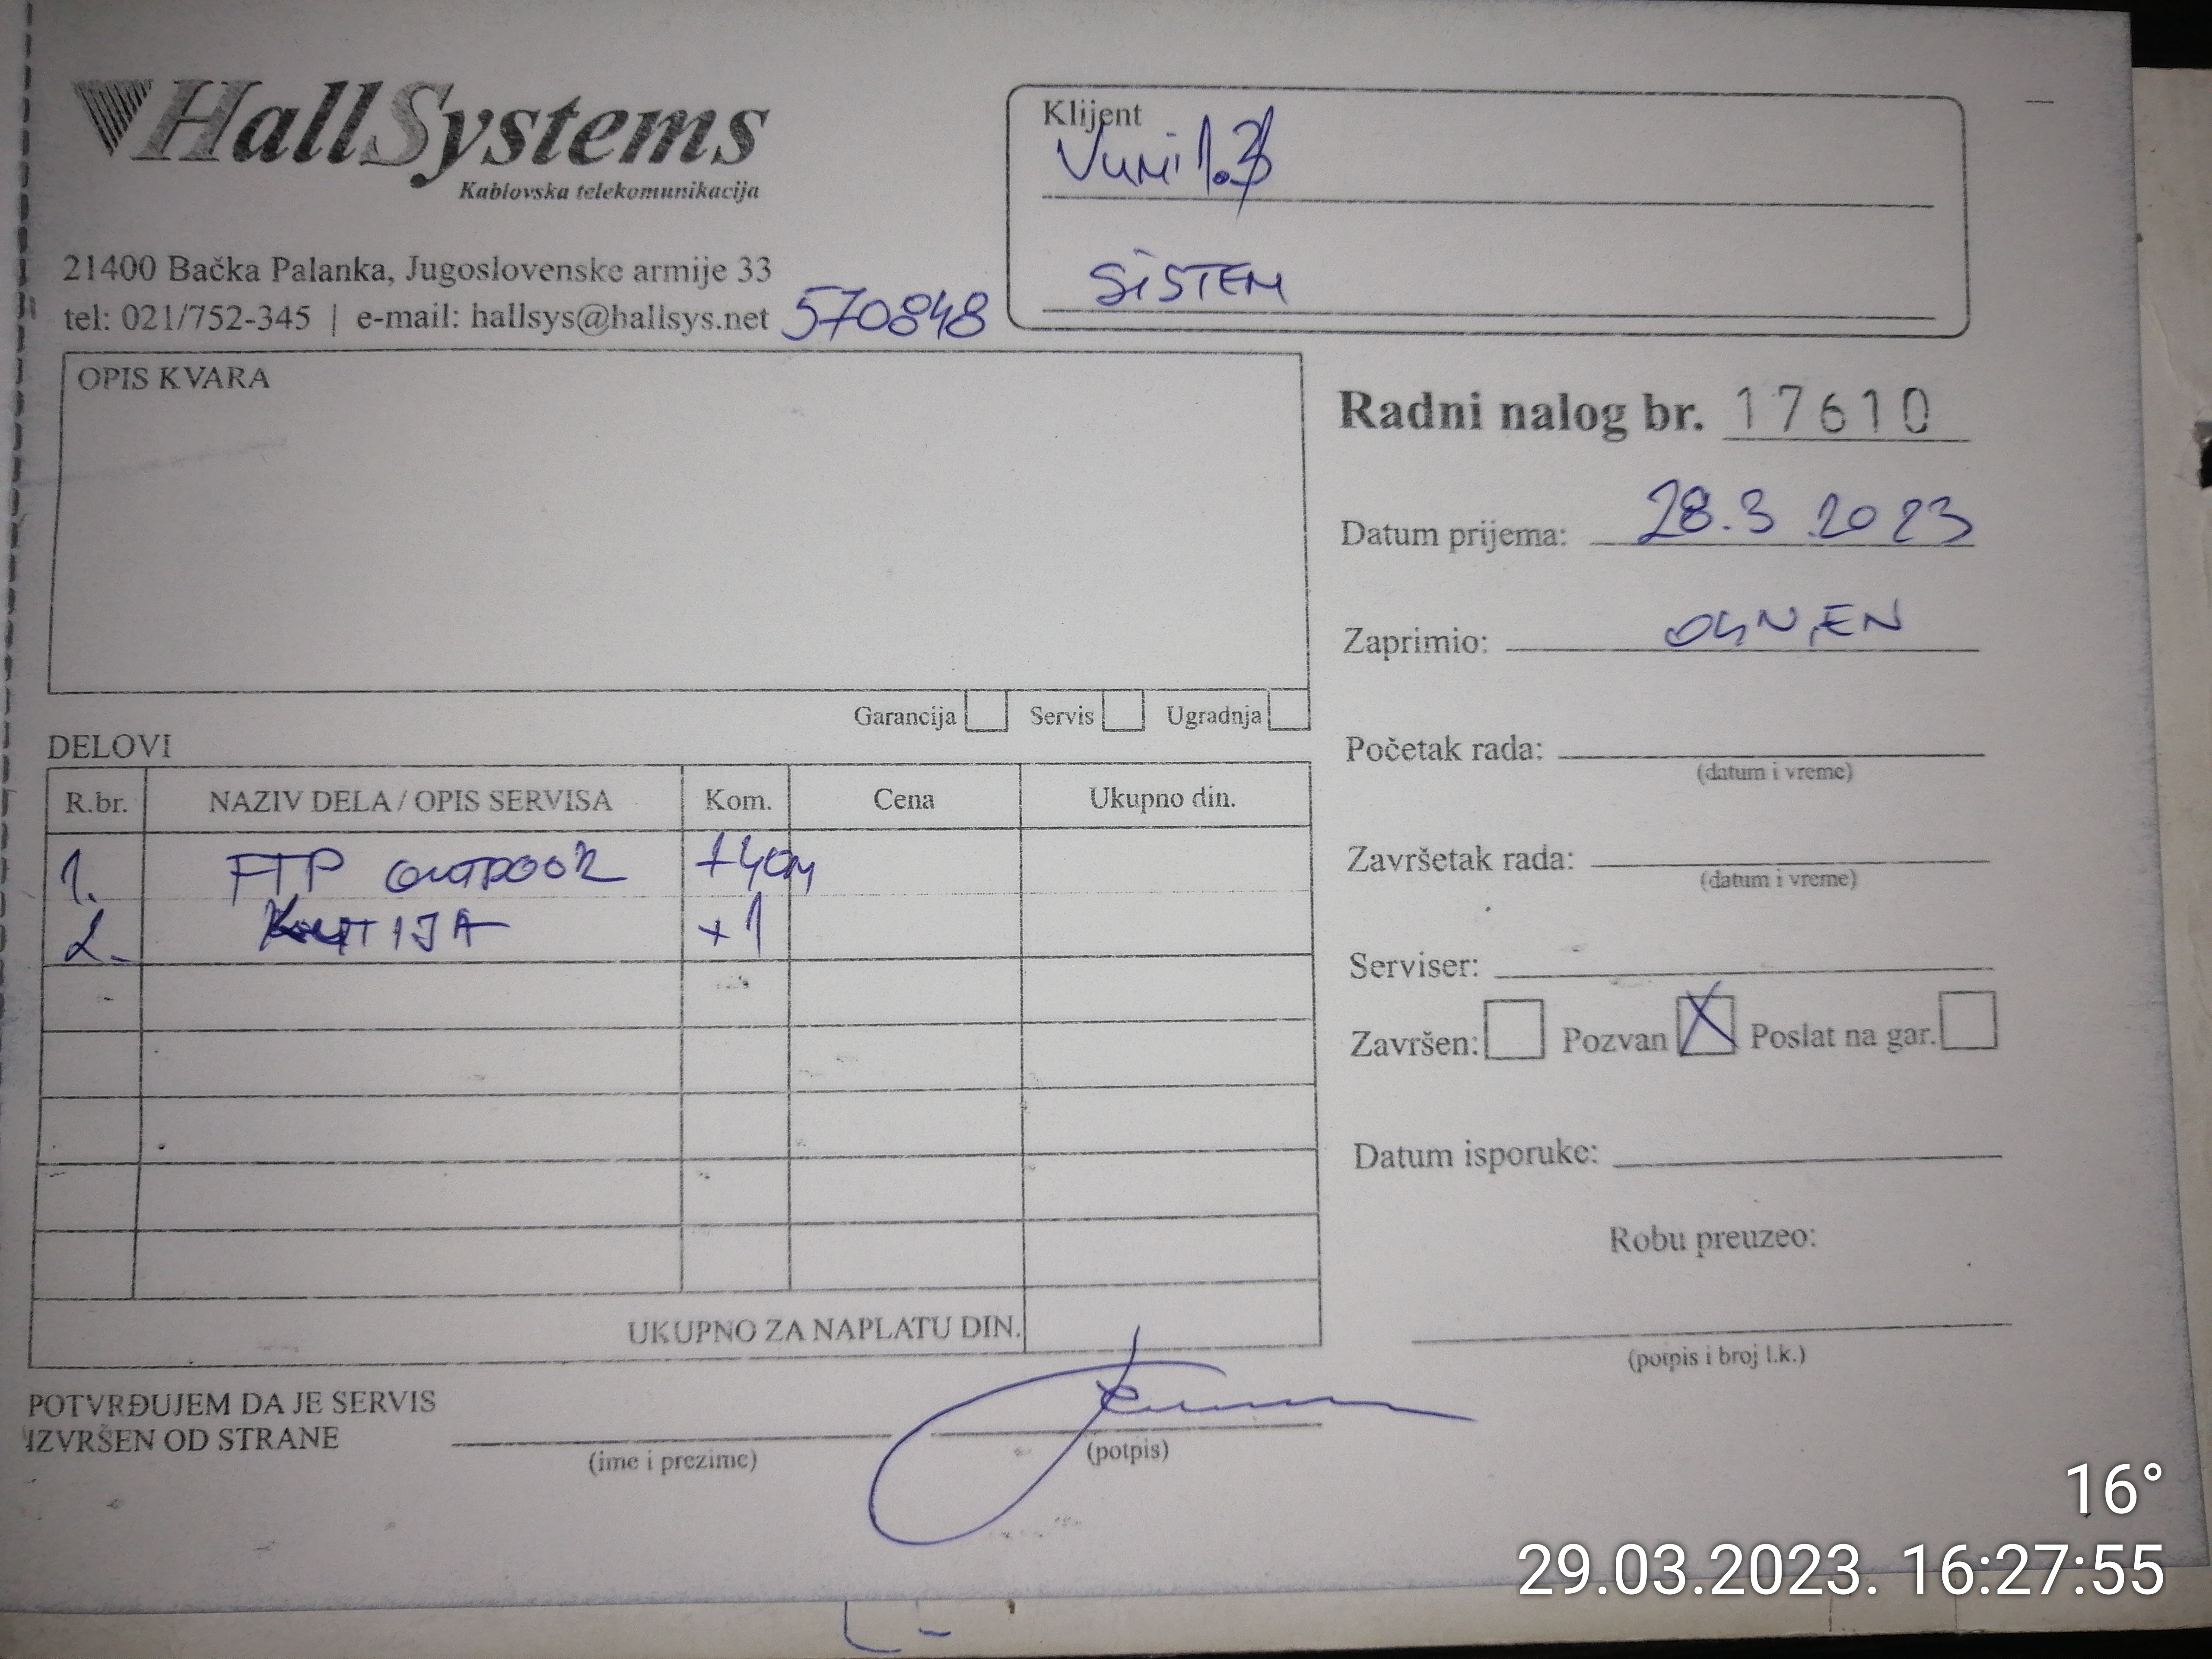 HallSystems
Kablovska telekomunikacija
21400 Bačka Palanka, Jugoslovenske armije 33
tel: 021/752-345 | e-mail: hallsys@hallsys.net 570848
Klijent
SISTEM
OPIS KVARA
Garancija Servis Ugradnja
Radni nalog br. 17610
Datum prijema: 28.3.2023
Zaprimio: OGNJEN
Početak rada:
(datum i vreme)
Završetak rada:
(datum i vreme)
Serviser:
Završen: Pozvan X Poslat na gar.
Datum isporuke:
Robu preuzeo:
(potpis i broj l.k.)
DELOVI
R.br. NAZIV DELA / OPIS SERVISA Kom. Cena Ukupno din.
1. FTP OUTDOOR +40m
2. KUTIJA +1
UKUPNO ZA NAPLATU DIN.
POTVRĐUJEM DA JE SERVIS
IZVRŠEN OD STRANE
(ime i prezime) (potpis)
16°
29.03.2023. 16:27:55